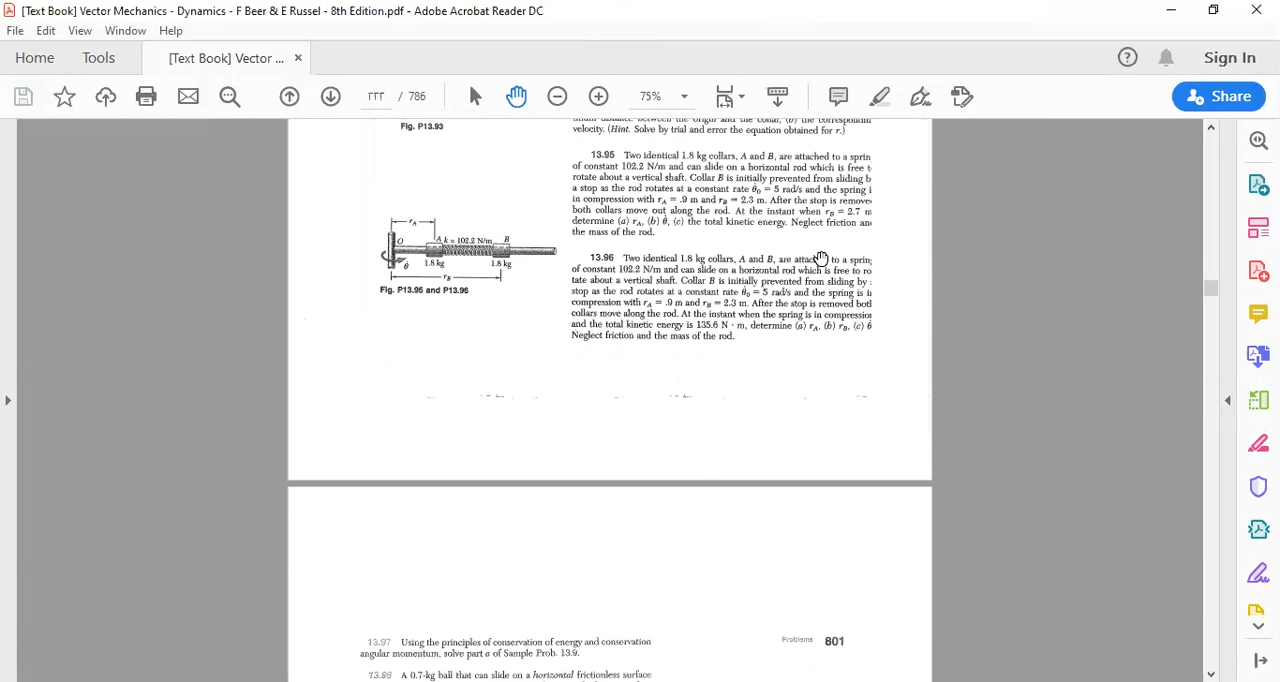 [Text Book] Vector Mechanics - Dynamics - F Beer & E Russel - 8th Edition.pdf - Adobe Acrobat Reader DC
File Edit View Window Help
Home Tools [Text Book] Vector ... × Sign In
٣٣٣ / 786 75% Share
Fig. P13.93
velocity. (Hint. Solve by trial and error the equation obtained for r.)
13.95 Two identical 1.8 kg collars, A and B, are attached to a sprin
of constant 102.2 N/m and can slide on a horizontal rod which is free t
rotate about a vertical shaft. Collar B is initially prevented from sliding b
a stop as the rod rotates at a constant rate θ̇₀ = 5 rad/s and the spring i
in compression with rA = .9 m and rB = 2.3 m. After the stop is remove
both collars move out along the rod. At the instant when rB = 2.7 m
determine (a) rA, (b) θ̇, (c) the total kinetic energy. Neglect friction an
the mass of the rod.
rA
O A k = 102.2 N/m B
θ̇ 1.8 kg 1.8 kg
rB
Fig. P13.95 and P13.96
13.96 Two identical 1.8 kg collars, A and B, are attached to a spring
of constant 102.2 N/m and can slide on a horizontal rod which is free to ro
tate about a vertical shaft. Collar B is initially prevented from sliding by
stop as the rod rotates at a constant rate θ̇₀ = 5 rad/s and the spring is i
compression with rA = .9 m and rB = 2.3 m. After the stop is removed bot
collars move along the rod. At the instant when the spring is in compression
and the total kinetic energy is 135.6 N · m, determine (a) rA, (b) rB, (c) θ̇
Neglect friction and the mass of the rod.
Problems 801
13.97 Using the principles of conservation of energy and conservation
angular momentum, solve part a of Sample Prob. 13.9.
13.98 A 0.7-kg ball that can slide on a horizontal frictionless surface